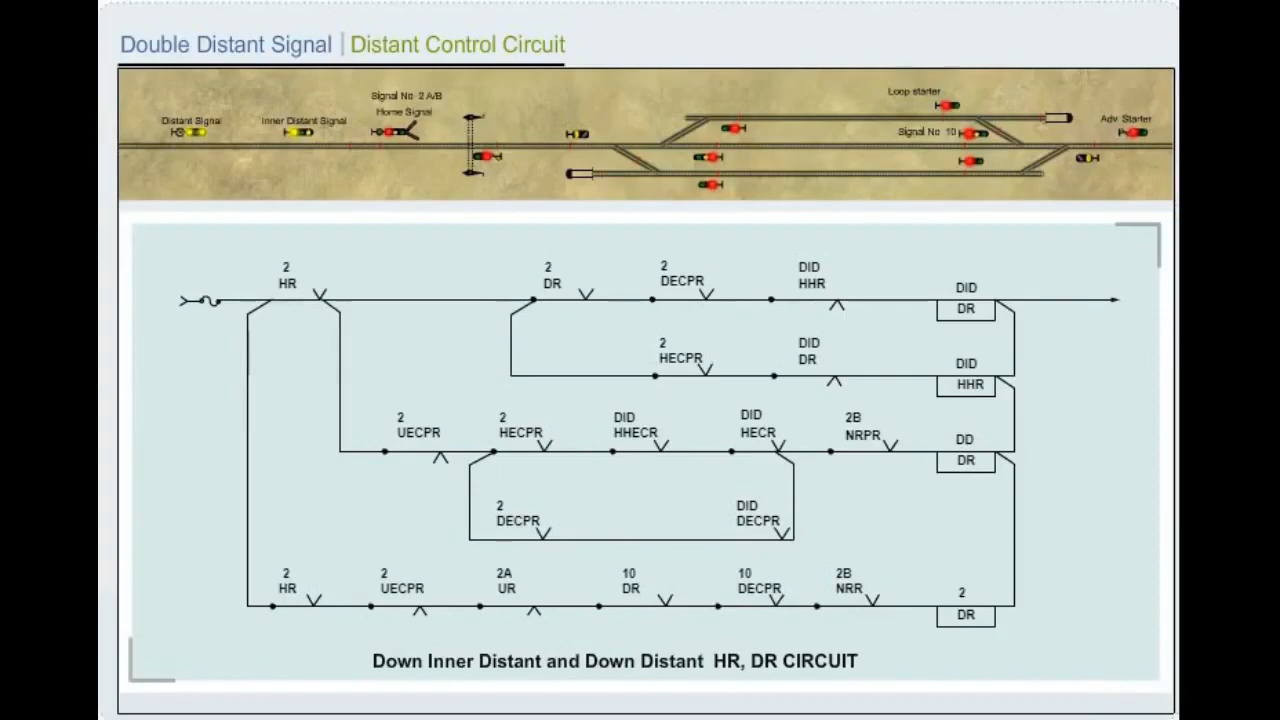 Double Distant Signal | Distant Control Circuit
Signal No 2 A/B
Home Signal
Distant Signal
Inner Distant Signal
Loop starter
Signal No 10
Adv. Starter
2
HR
2
DR
2
DECPR
DID
HHR
DID
DR
2
HECPR
DID
DR
DID
HHR
2
UECPR
2
HECPR
DID
HHECR
DID
HECR
2B
NRPR
DD
DR
2
DECPR
DID
DECPR
2
HR
2
UECPR
2A
UR
10
DR
10
DECPR
2B
NRR
2
DR
Down Inner Distant and Down Distant HR, DR CIRCUIT